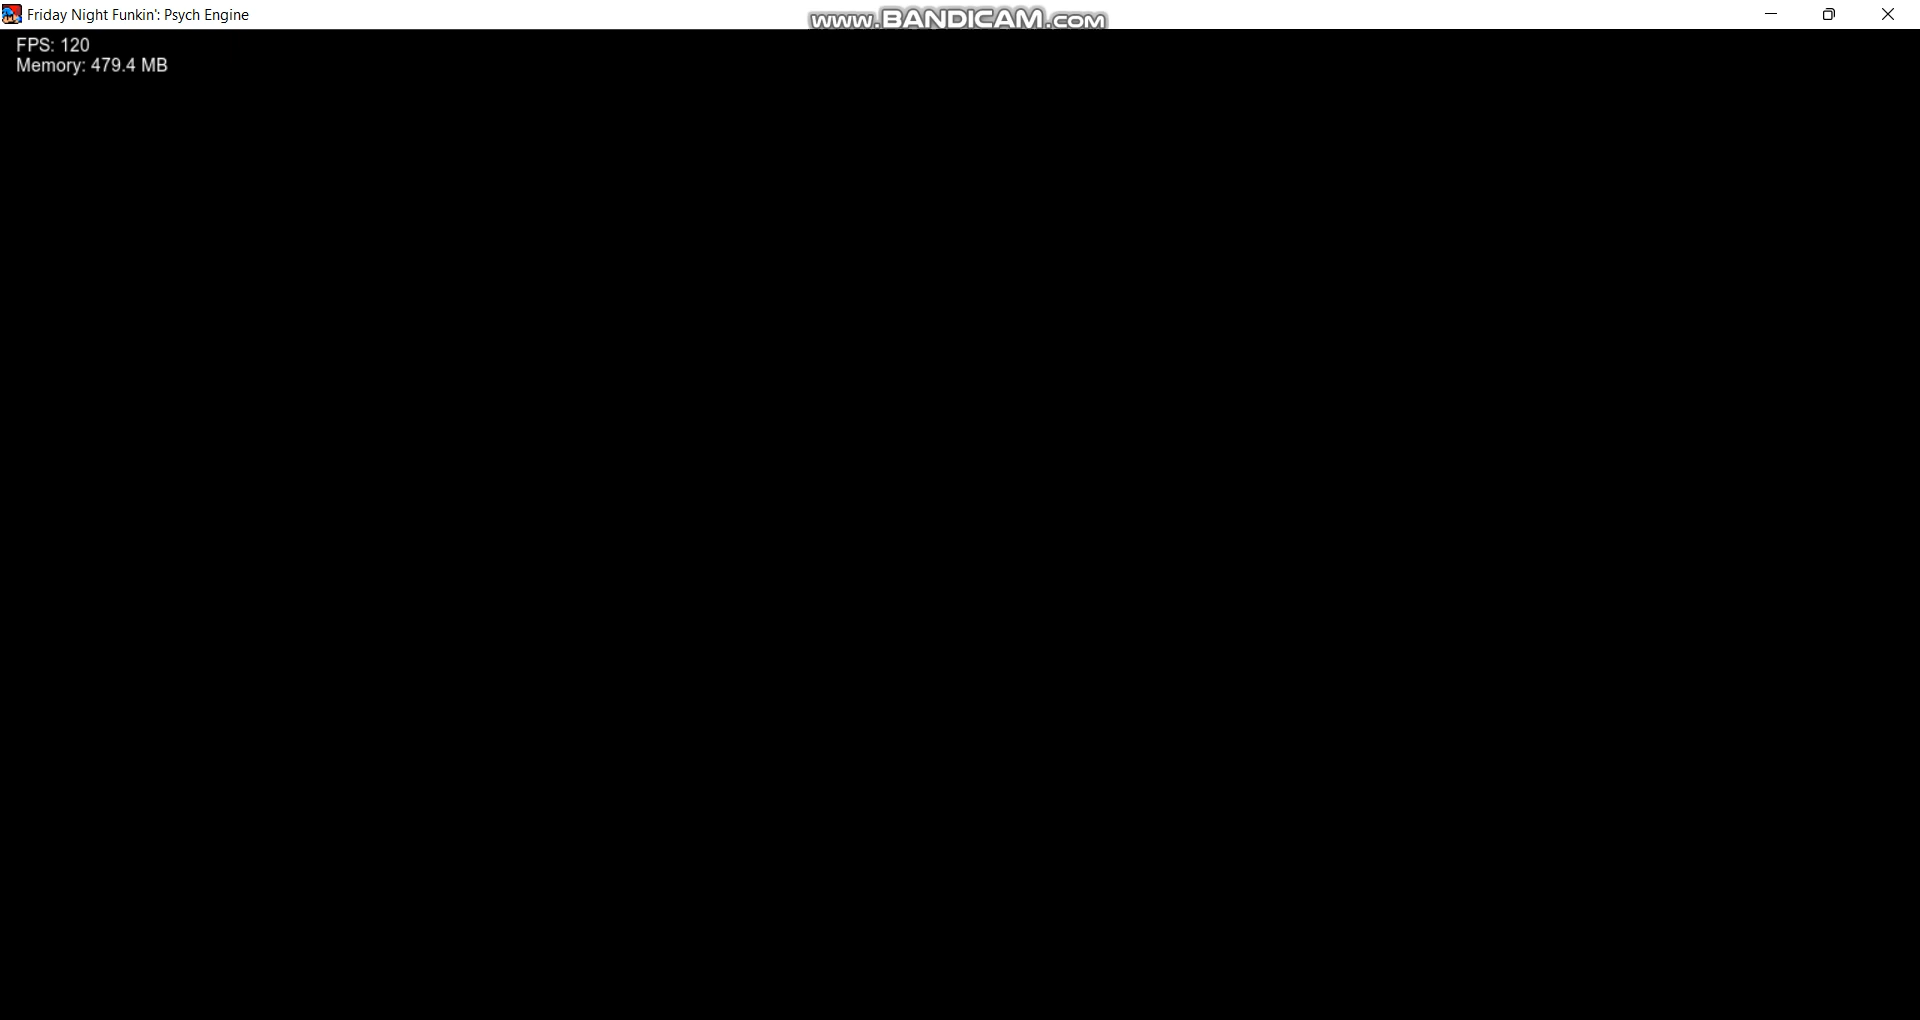 Friday Night Funkin': Psych Engine
www.BANDICAM.COM
FPS: 120
Memory: 479.4 MB